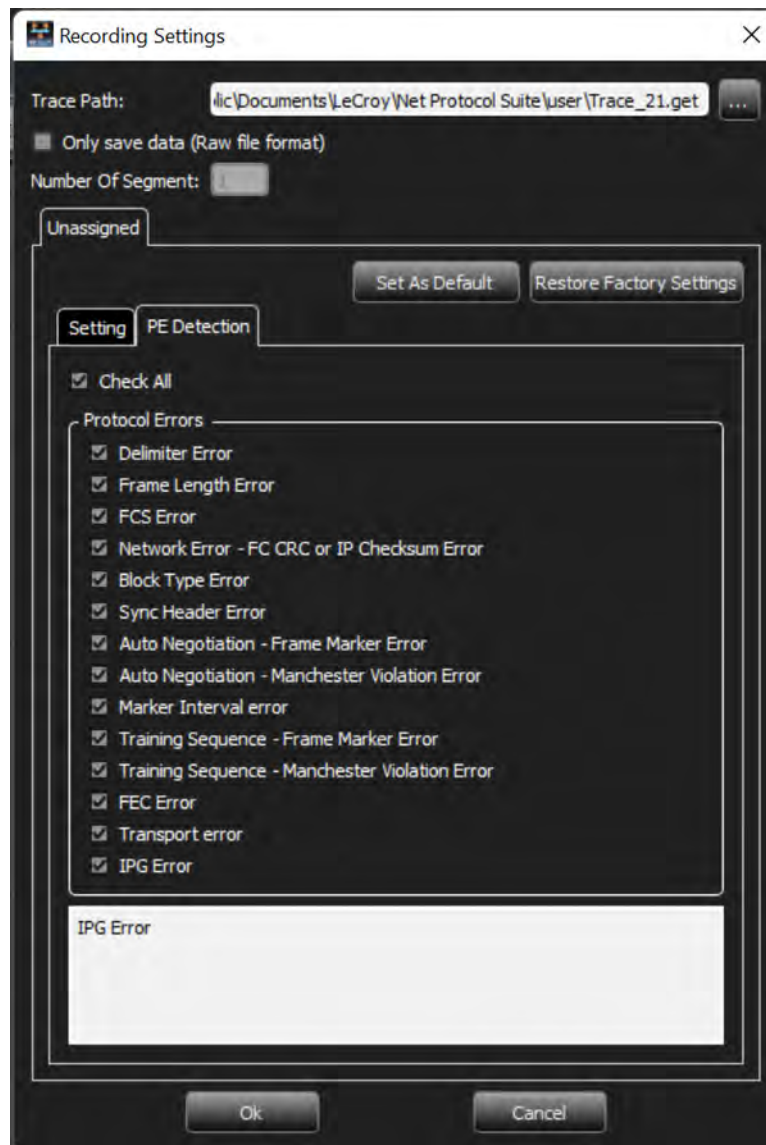 Recording Settings
Trace Path: lic\Documents\LeCroy\Net Protocol Suite\user\Trace_21.get ...
Only save data (Raw file format)
Number Of Segment:
Unassigned
Set As Default Restore Factory Settings
Setting PE Detection
Check All
Protocol Errors
Delimiter Error
Frame Length Error
FCS Error
Network Error - FC CRC or IP Checksum Error
Block Type Error
Sync Header Error
Auto Negotiation - Frame Marker Error
Auto Negotiation - Manchester Violation Error
Marker Interval error
Training Sequence - Frame Marker Error
Training Sequence - Manchester Violation Error
FEC Error
Transport error
IPG Error
IPG Error
Ok Cancel